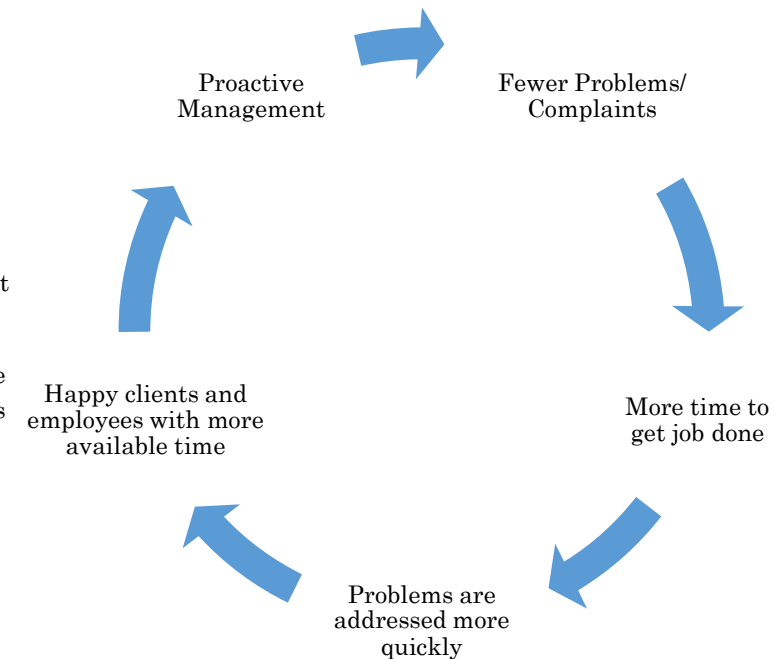 Proactive
Management
Fewer Problems/
Complaints
More time to
get job done
Problems are
addressed more
quickly
Happy clients and
employees with more
available time